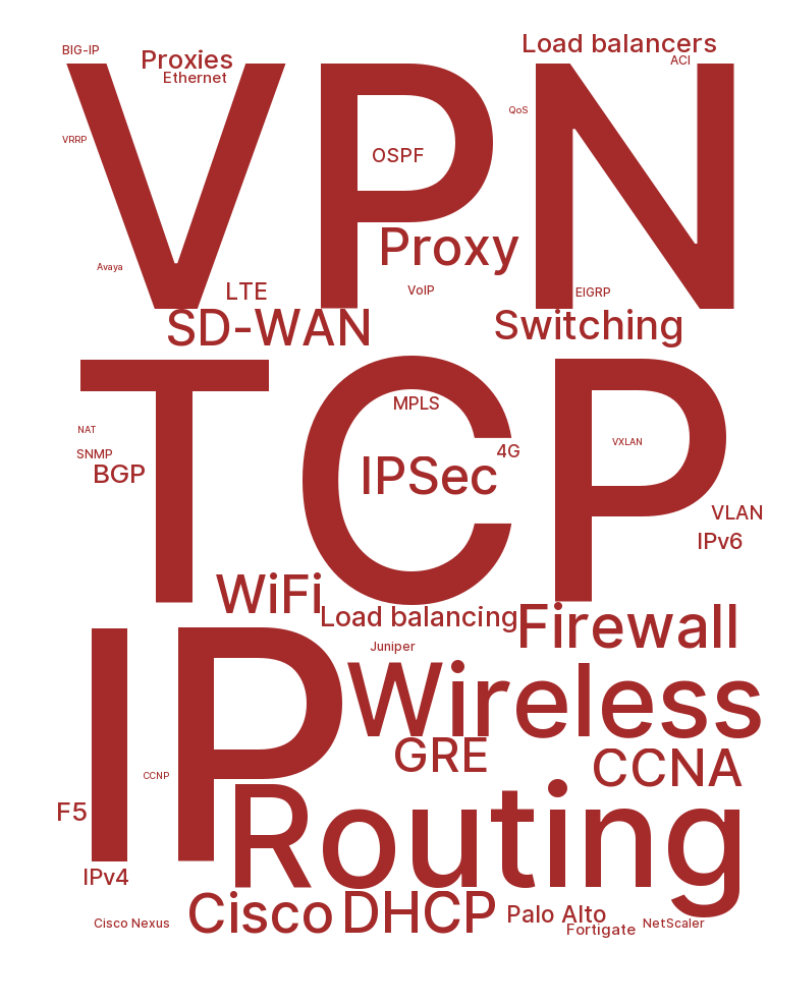 BIG-IP
Proxies
Ethernet
Load balancers
ACI
VPN
QoS
VRRP
OSPF
Proxy
Avaya
LTE
VoIP
EIGRP
SD-WAN
Switching
TCP
MPLS
NAT
SNMP
BGP
IPSec
4G
VXLAN
VLAN
IPv6
WiFi
Load balancing
Firewall
IP
Juniper
Wireless
GRE
CCNA
CCNP
F5
Routing
IPv4
Cisco
DHCP
Palo Alto
Cisco Nexus
Fortigate
NetScaler